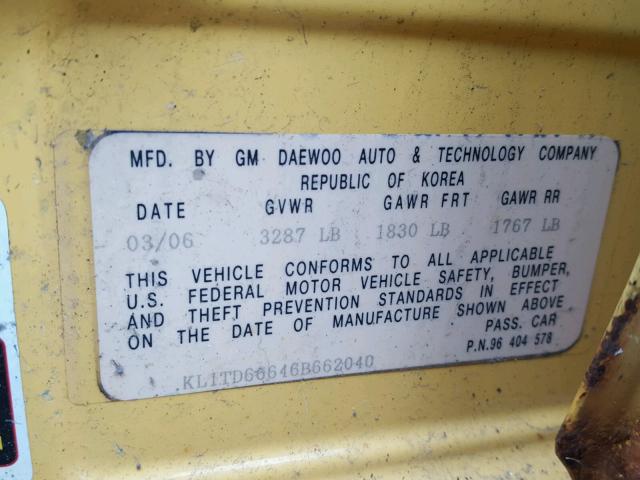 MFD. BY GM DAEWOO AUTO & TECHNOLOGY COMPANY
REPUBLIC OF KOREA
DATE GVWR GAWR FRT GAWR RR
03/06 3287 LB 1830 LB 1767 LB
THIS VEHICLE CONFORMS TO ALL APPLICABLE
U.S. FEDERAL MOTOR VEHICLE SAFETY, BUMPER,
AND THEFT PREVENTION STANDARDS IN EFFECT
ON THE DATE OF MANUFACTURE SHOWN ABOVE
PASS. CAR
P.N.96 404 578
KL1TD66646B662040